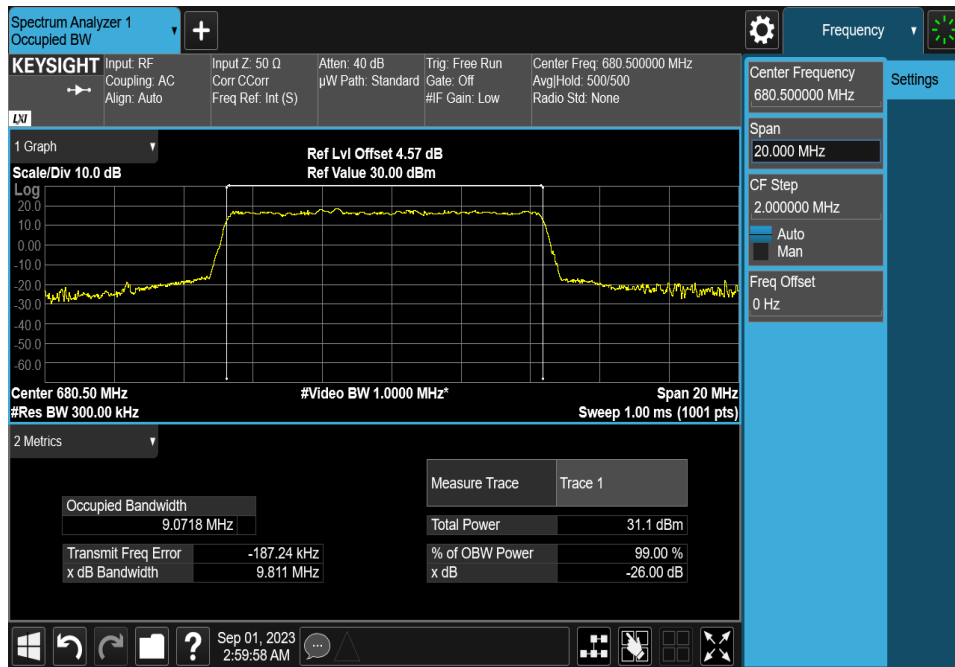 Spectrum Analyzer 1
Occupied BW
+
Frequency
KEYSIGHT
LXI
Input: RF
Coupling: AC
Align: Auto
Input Z: 50 Ω
Corr CCorr
Freq Ref: Int (S)
Atten: 40 dB
µW Path: Standard
Trig: Free Run
Gate: Off
#IF Gain: Low
Center Freq: 680.500000 MHz
Avg|Hold: 500/500
Radio Std: None
Center Frequency
680.500000 MHz
Settings
Span
20.000 MHz
CF Step
2.000000 MHz
Auto
Man
Freq Offset
0 Hz
1 Graph
Scale/Div 10.0 dB
Ref Lvl Offset 4.57 dB
Ref Value 30.00 dBm
Log
20.0
10.0
0.00
-10.0
-20.0
-30.0
-40.0
-50.0
-60.0
Center 680.50 MHz
#Video BW 1.0000 MHz*
Span 20 MHz
#Res BW 300.00 kHz
Sweep 1.00 ms (1001 pts)
2 Metrics
Measure Trace
Trace 1
Occupied Bandwidth
9.0718 MHz
Total Power
31.1 dBm
Transmit Freq Error
-187.24 kHz
% of OBW Power
99.00 %
x dB Bandwidth
9.811 MHz
x dB
-26.00 dB
?
Sep 01, 2023
2:59:58 AM